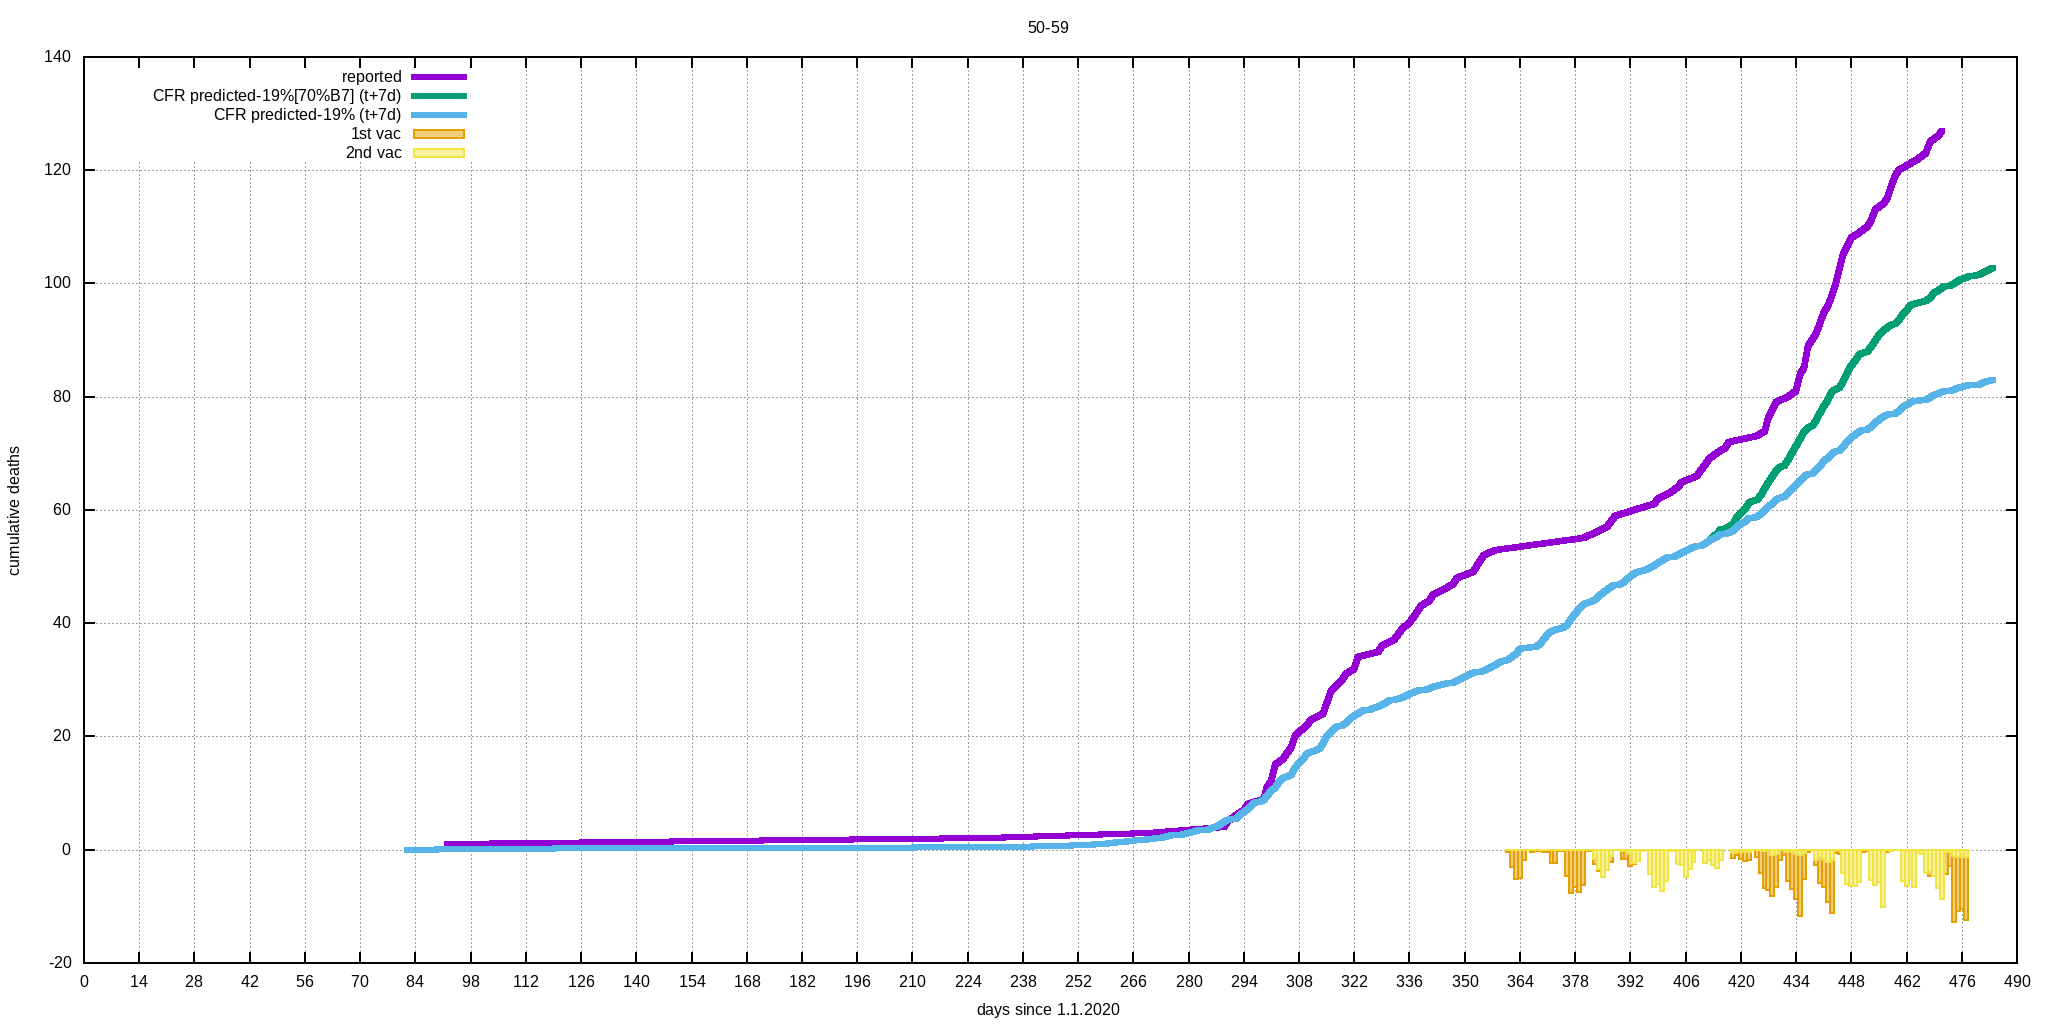 50-59
140
120
100
80
60
40
20
0
-20
cumulative deaths
reported
CFR predicted-19%[70%B7] (t+7d)
CFR predicted-19% (t+7d)
1st vac
2nd vac
0 14 28 42 56 70 84 98 112 126 140 154 168 182 196 210 224 238 252 266 280 294 308 322 336 350 364 378 392 406 420 434 448 462 476 490
days since 1.1.2020